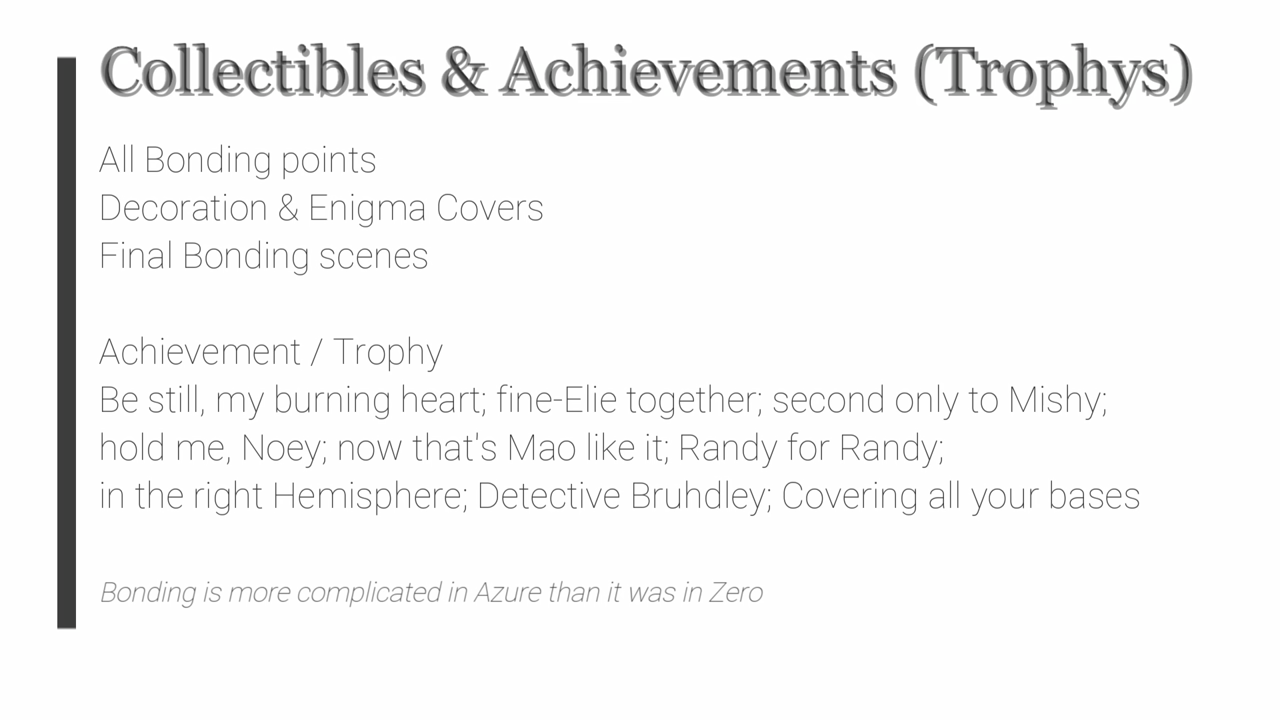 Collectibles & Achievements (Trophys)
All Bonding points
Decoration & Enigma Covers
Final Bonding scenes
Achievement / Trophy
Be still, my burning heart; fine-Elie together; second only to Mishy;
hold me, Noey; now that's Mao like it; Randy for Randy;
in the right Hemisphere; Detective Bruhdley; Covering all your bases
Bonding is more complicated in Azure than it was in Zero